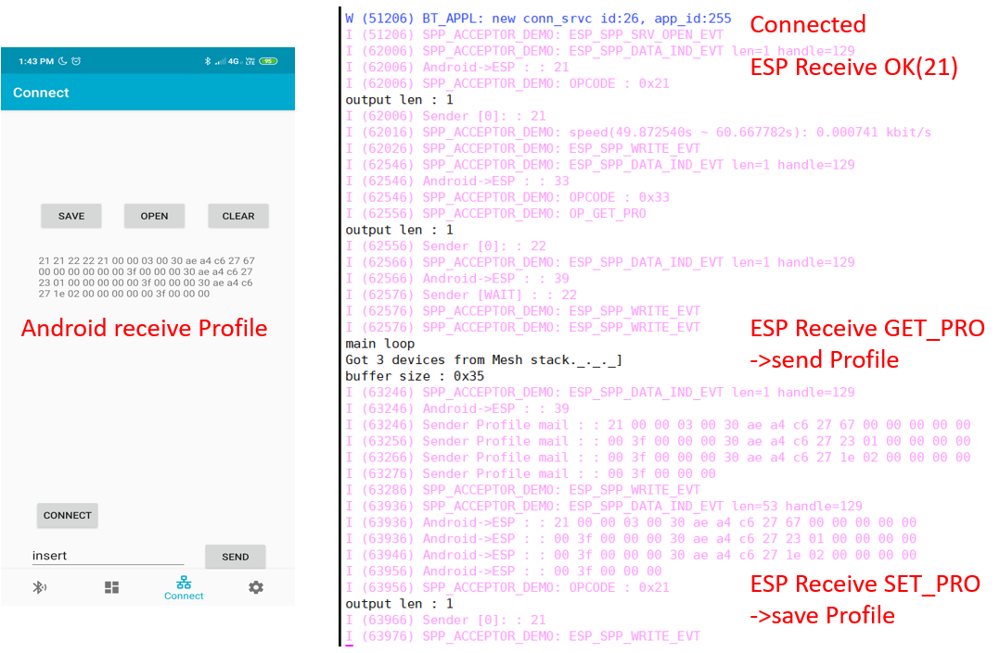 1:43 PM
4G
Vo
LTE
95
Connect
SAVE OPEN CLEAR
21 21 22 22 21 00 00 03 00 30 ae a4 c6 27 67
00 00 00 00 00 00 3f 00 00 00 30 ae a4 c6 27
23 01 00 00 00 00 00 3f 00 00 00 30 ae a4 c6
27 1e 02 00 00 00 00 00 3f 00 00 00
Android receive Profile
CONNECT
insert
SEND
Connect
W (51206) BT_APPL: new conn_srvc id:26, app_id:255
I (51206) SPP_ACCEPTOR_DEMO: ESP_SPP_SRV_OPEN_EVT
I (62006) SPP_ACCEPTOR_DEMO: ESP_SPP_DATA_IND_EVT len=1 handle=129
I (62006) Android->ESP : : 21
I (62006) SPP_ACCEPTOR_DEMO: OPCODE : 0x21
output len : 1
I (62006) Sender [0]: : 21
I (62016) SPP_ACCEPTOR_DEMO: speed(49.872540s ~ 60.667782s): 0.000741 kbit/s
I (62026) SPP_ACCEPTOR_DEMO: ESP_SPP_WRITE_EVT
I (62546) SPP_ACCEPTOR_DEMO: ESP_SPP_DATA_IND_EVT len=1 handle=129
I (62546) Android->ESP : : 33
I (62546) SPP_ACCEPTOR_DEMO: OPCODE : 0x33
I (62556) SPP_ACCEPTOR_DEMO: OP_GET_PRO
output len : 1
I (62556) Sender [0]: : 22
I (62566) SPP_ACCEPTOR_DEMO: ESP_SPP_DATA_IND_EVT len=1 handle=129
I (62566) Android->ESP : : 39
I (62576) Sender [WAIT] : : 22
I (62576) SPP_ACCEPTOR_DEMO: ESP_SPP_WRITE_EVT
I (62576) SPP_ACCEPTOR_DEMO: ESP_SPP_WRITE_EVT
main loop
Got 3 devices from Mesh stack._._._]
buffer size : 0x35
I (63246) SPP_ACCEPTOR_DEMO: ESP_SPP_DATA_IND_EVT len=1 handle=129
I (63246) Android->ESP : : 39
I (63246) Sender Profile mail : : 21 00 00 03 00 30 ae a4 c6 27 67 00 00 00 00 00
I (63256) Sender Profile mail : : 00 3f 00 00 00 30 ae a4 c6 27 23 01 00 00 00 00
I (63266) Sender Profile mail : : 00 3f 00 00 00 30 ae a4 c6 27 1e 02 00 00 00 00
I (63276) Sender Profile mail : : 00 3f 00 00 00
I (63286) SPP_ACCEPTOR_DEMO: ESP_SPP_WRITE_EVT
I (63936) SPP_ACCEPTOR_DEMO: ESP_SPP_DATA_IND_EVT len=53 handle=129
I (63936) Android->ESP : : 21 00 00 03 00 30 ae a4 c6 27 67 00 00 00 00 00
I (63936) Android->ESP : : 00 3f 00 00 00 30 ae a4 c6 27 23 01 00 00 00 00
I (63946) Android->ESP : : 00 3f 00 00 00 30 ae a4 c6 27 1e 02 00 00 00 00
I (63956) Android->ESP : : 00 3f 00 00 00
I (63956) SPP_ACCEPTOR_DEMO: OPCODE : 0x21
output len : 1
I (63966) Sender [0]: : 21
I (63976) SPP_ACCEPTOR_DEMO: ESP_SPP_WRITE_EVT
Connected
ESP Receive OK(21)
ESP Receive GET_PRO
->send Profile
ESP Receive SET_PRO
->save Profile